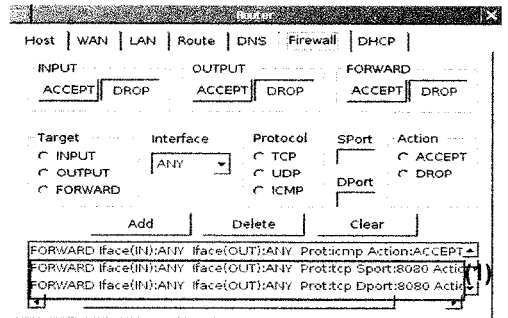 Router
Host WAN LAN Route DNS Firewall DHCP
INPUT OUTPUT FORWARD
ACCEPT DROP ACCEPT DROP ACCEPT DROP
Target Interface Protocol SPort Action
INPUT ANY TCP ACCEPT
OUTPUT UDP DPort DROP
FORWARD ICMP
Add Delete Clear
FORWARD Iface(IN):ANY Iface(OUT):ANY Prot:icmp Action:ACCEPT
FORWARD Iface(IN):ANY Iface(OUT):ANY Prot:tcp Sport:8080 Actio (1)
FORWARD Iface(IN):ANY Iface(OUT):ANY Prot:tcp Dport:8080 Actio